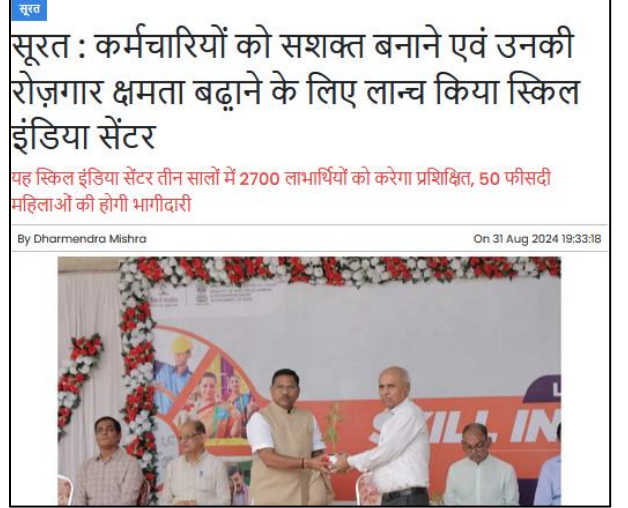 सूरत
सूरत : कर्मचारियों को सशक्त बनाने एवं उनकी
रोज़गार क्षमता बढ़ाने के लिए लान्च किया स्किल
इंडिया सेंटर
यह स्किल इंडिया सेंटर तीन सालों में 2700 लाभार्थियों को करेगा प्रशिक्षित, 50 फीसदी
महिलाओं की होगी भागीदारी
By Dharmendra Mishra
On 31 Aug 2024 19:33:18
SKILL IN